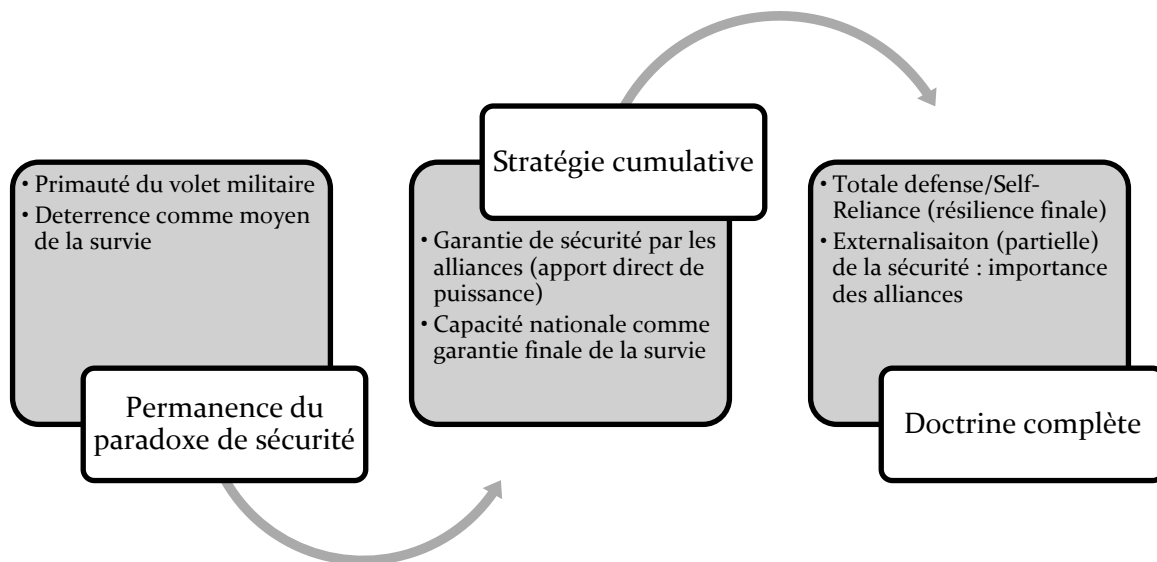 • Primauté du volet militaire
• Deterrence comme moyen
de la survie
Permanence du
paradoxe de sécurité
Stratégie cumulative
• Garantie de sécurité par les
alliances (apport direct de
puissance)
• Capacité nationale comme
garantie finale de la survie
• Totale defense/Self-
Reliance (résilience finale)
• Externalisaiton (partielle)
de la sécurité : importance
des alliances
Doctrine complète